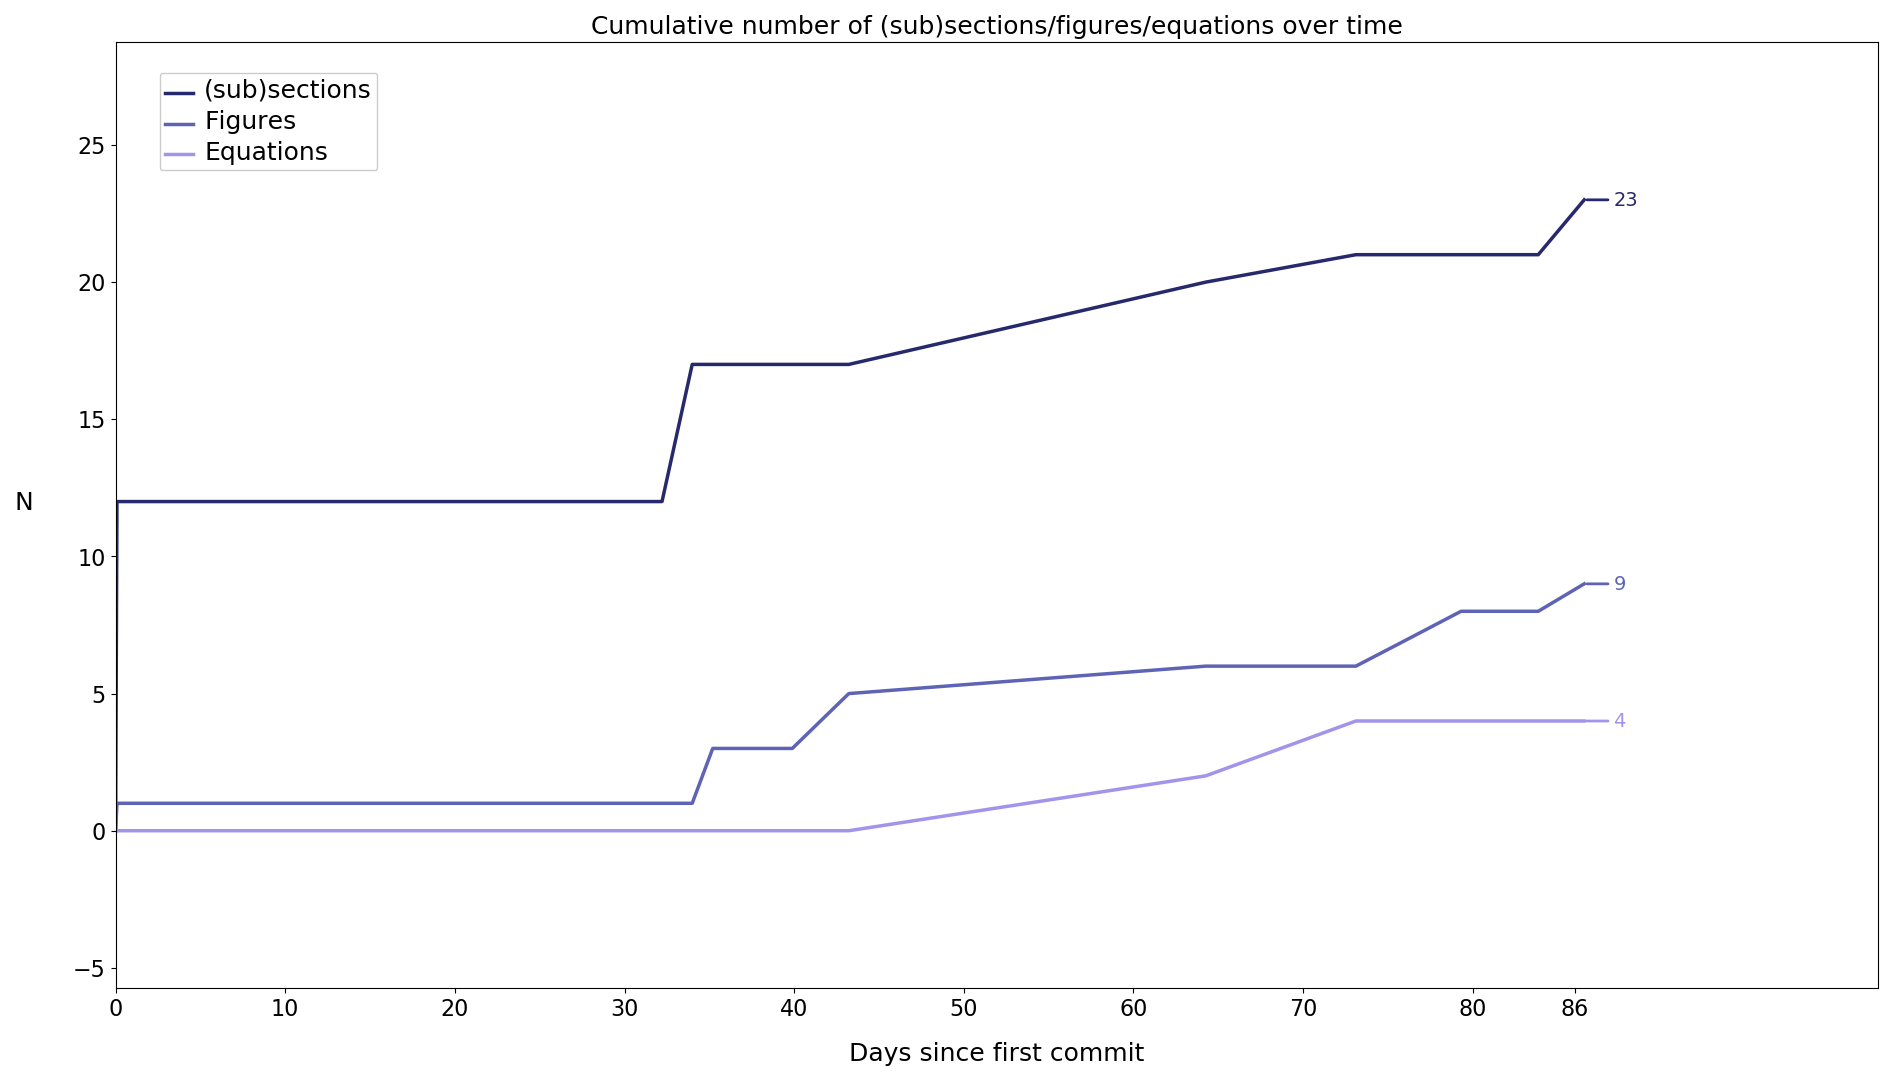 Cumulative number of (sub)sections/figures/equations over time
(sub)sections
Figures
Equations
25
20
15
10
5
0
−5
N
23
9
4
0 10 20 30 40 50 60 70 80 86
Days since first commit